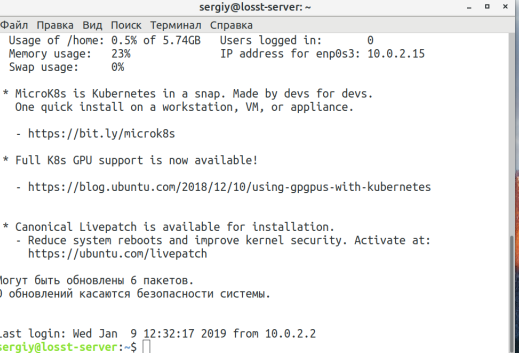 sergiy@losst-server: ~
Файл Правка Вид Поиск Терминал Справка
Usage of /home: 0.5% of 5.74GB Users logged in: 0
Memory usage: 23% IP address for enp0s3: 10.0.2.15
Swap usage: 0%
* MicroK8s is Kubernetes in a snap. Made by devs for devs.
One quick install on a workstation, VM, or appliance.
- https://bit.ly/microk8s
* Full K8s GPU support is now available!
- https://blog.ubuntu.com/2018/12/10/using-gpgpus-with-kubernetes
* Canonical Livepatch is available for installation.
- Reduce system reboots and improve kernel security. Activate at:
https://ubuntu.com/livepatch
Могут быть обновлены 6 пакетов.
0 обновлений касаются безопасности системы.
Last login: Wed Jan 9 12:32:17 2019 from 10.0.2.2
sergiy@losst-server:~$